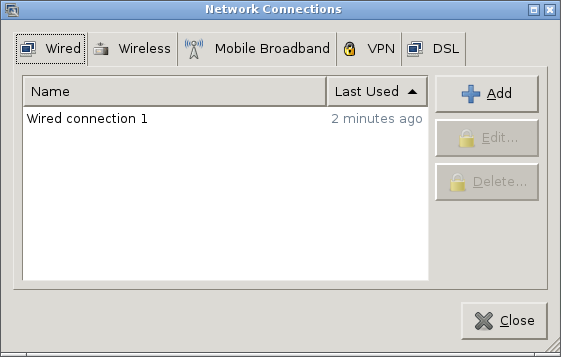 Network Connections
Wired Wireless Mobile Broadband VPN DSL
Name Last Used Add
Wired connection 1 2 minutes ago
Edit...
Delete...
Close